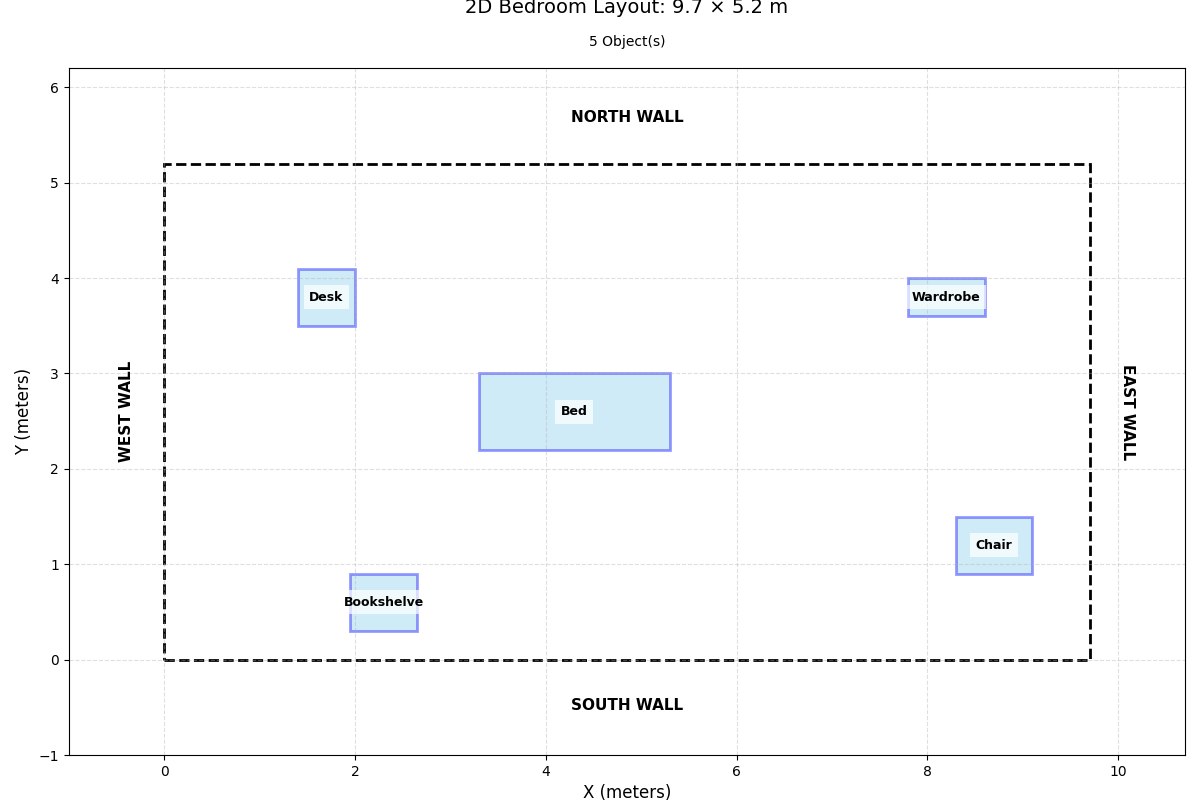 2D Bedroom Layout: 9.7 × 5.2 m
5 Object(s)
NORTH WALL
Desk
Wardrobe
Bed
Chair
Bookshelve
WEST WALL
EAST WALL
SOUTH WALL
Y (meters)
6
5
4
3
2
1
0
−1
0 2 4 6 8 10
X (meters)